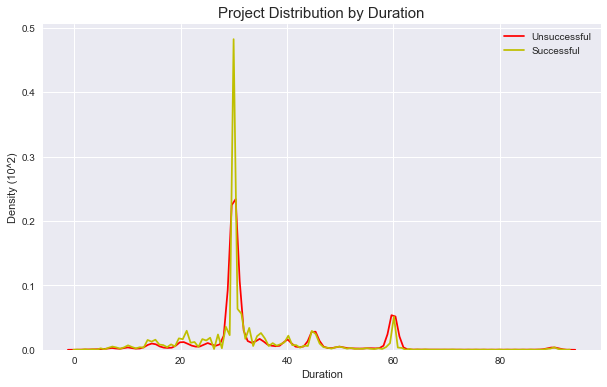 Project Distribution by Duration
Unsuccessful
Successful
0.5
0.4
0.3
0.2
0.1
0.0
Density (10^2)
0 20 40 60 80
Duration